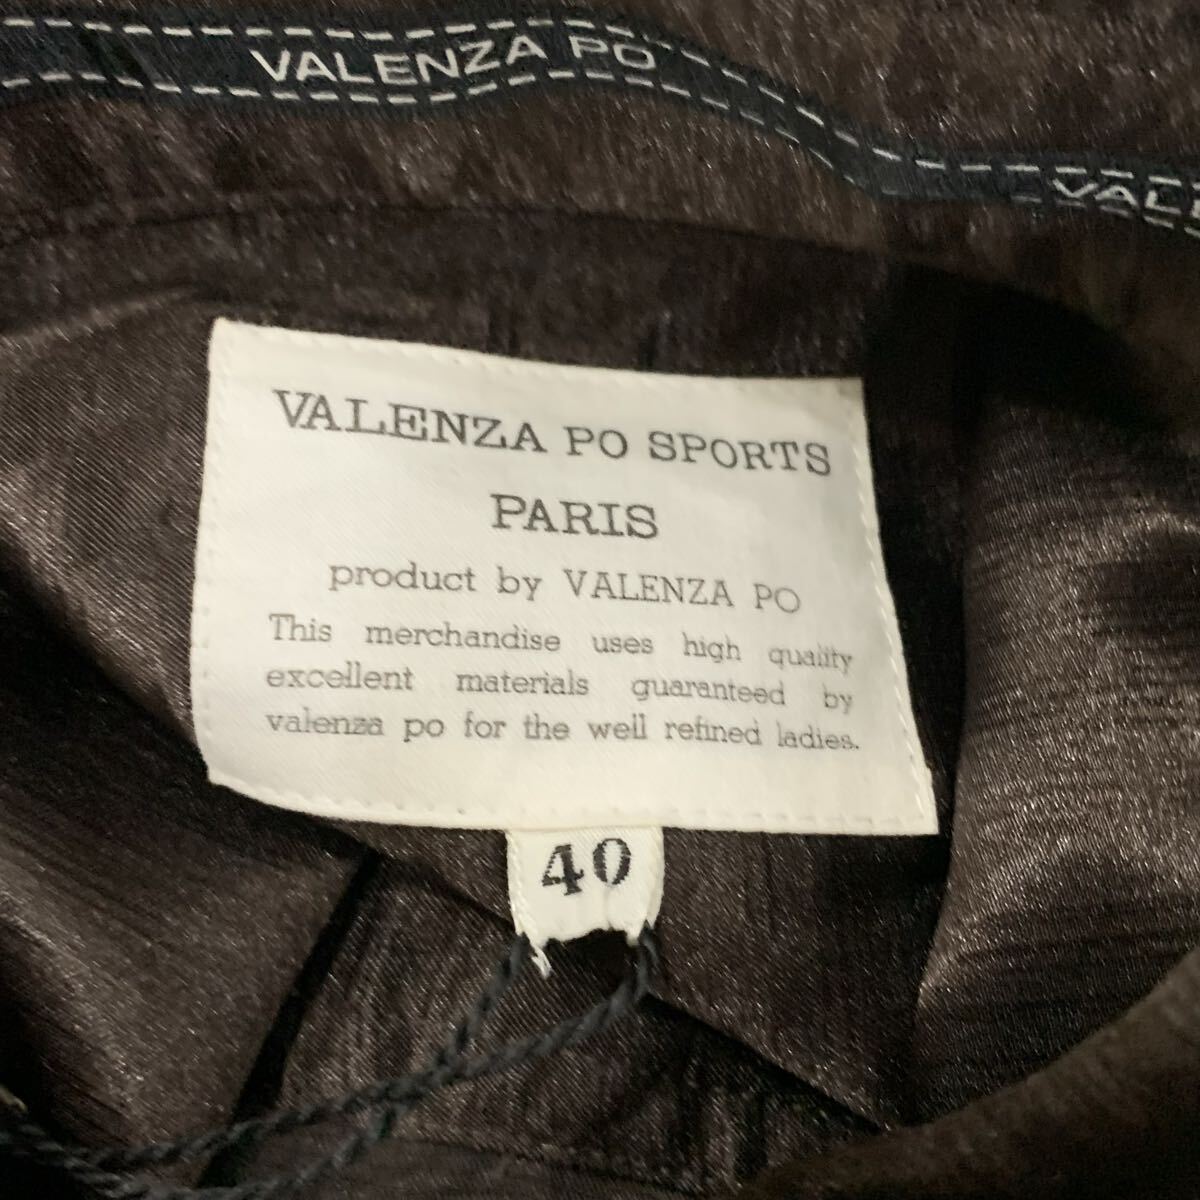 VALENZA PO
VALE
VALENZA PO SPORTS
PARIS
product by VALENZA PO
This merchandise uses high quality
excellent materials guaranteed by
valenza po for the well refined ladies.
40